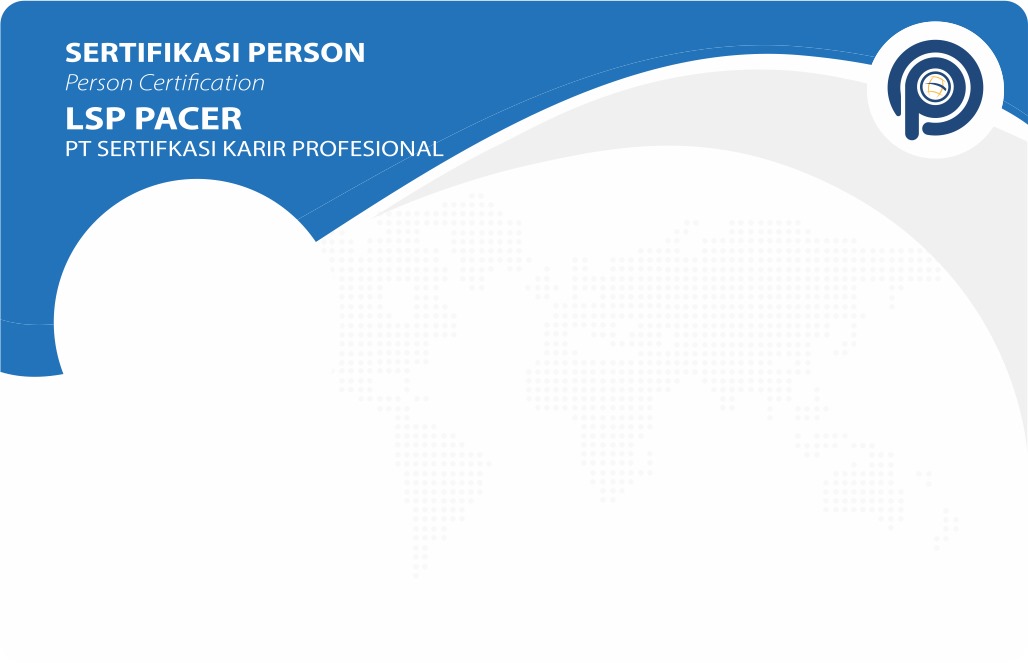 SERTIFIKASI PERSON
Person Certification
LSP PACER
PT SERTIFKASI KARIR PROFESIONAL